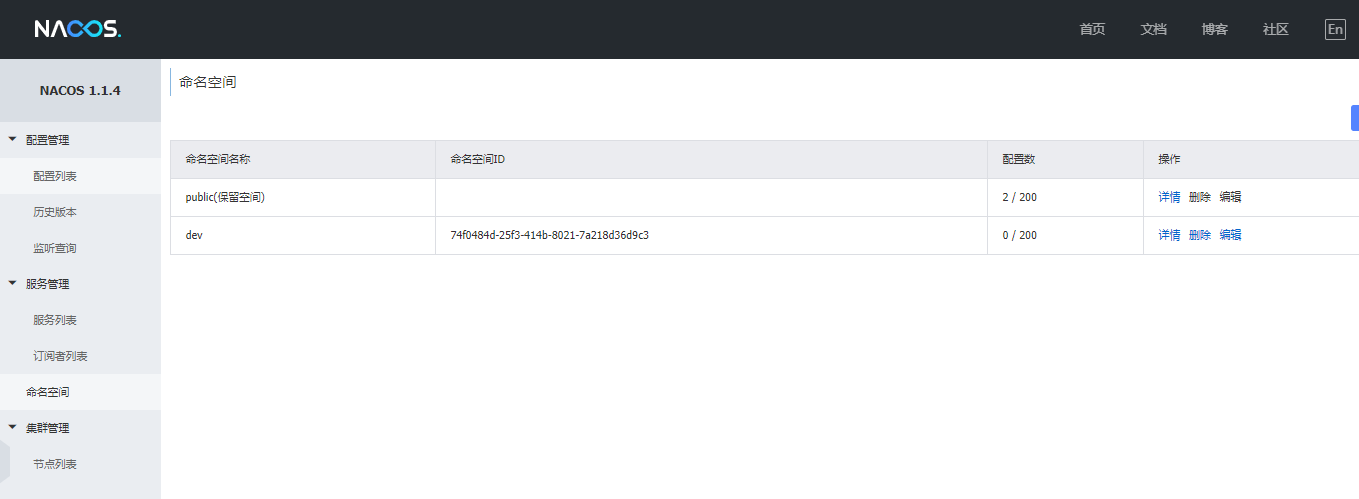 NACOS. 首页 文档 博客 社区 En
NACOS 1.1.4
配置管理
配置列表
历史版本
监听查询
服务管理
服务列表
订阅者列表
命名空间
集群管理
节点列表
命名空间
命名空间名称 命名空间ID 配置数 操作
public(保留空间) 2 / 200 详情 删除 编辑
dev 74f0484d-25f3-414b-8021-7a218d36d9c3 0 / 200 详情 删除 编辑